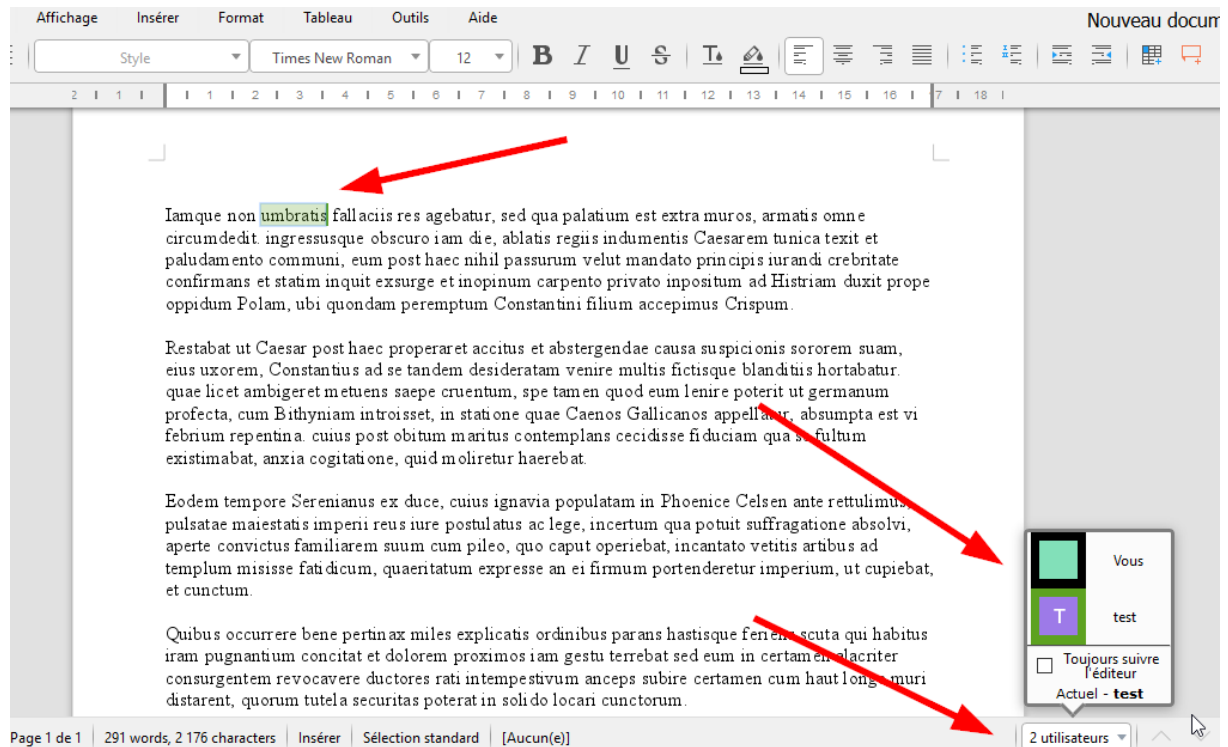 Affichage Insérer Format Tableau Outils Aide
Nouveau docum
Style Times New Roman 12 B I U S T
2 1 1 1 2 3 4 5 6 7 8 9 10 11 12 13 14 15 16 17 18
Iamque non umbratis fallaciis res agebatur, sed qua palatium est extra muros, armatis omne
circumdedit. ingressusque obscuro iam die, ablatis regiis indumentis Caesarem tunica texit et
paludamento communi, eum post haec nihil passurum velut mandato principis iurandi crebritate
confirmans et statim inquit exsurge et inopinum carpento privato inpositum ad Histriam duxit prope
oppidum Polam, ubi quondam peremptum Constantini filium accepimus Crispum.
Restabat ut Caesar post haec properaret accitus et abstergendae causa suspicionis sororem suam,
eius uxorem, Constantius ad se tandem desideratam venire multis fictisque blanditiis hortabatur.
quae licet ambigeret metuens saepe cruentum, spe tamen quod eum lenire poterit ut germanum
profecta, cum Bithyniam introisset, in statione quae Caenos Gallicanos appellatur, absumpta est vi
febrium repentina. cuius post obitum maritus contemplans cecidisse fiduciam qua se fultum
existimabat, anxia cogitatione, quid moliretur haerebat.
Eodem tempore Serenianus ex duce, cuius ignavia populatam in Phoenice Celsen ante rettulimus,
pulsatae maiestatis imperii reus iure postulatus ac lege, incertum qua potuit suffragatione absolvi,
aperte convictus familiarem suum cum pileo, quo caput operiebat, incantato vetitis artibus ad
templum misisse fatidicum, quaeritatum expresse an ei firmum portenderetur imperium, ut cupiebat,
et cunctum.
Quibus occurrere bene pertinax miles explicatis ordinibus parans hastisque feriens scuta qui habitus
iram pugnantium concitat et dolorem proximos iam gestu terrebat sed eum in certamen alacriter
consurgentem revocavere ductores rati intempestivum anceps subire certamen cum haut longe muri
distarent, quorum tutela securitas poterat in solido locari cunctorum.
Vous
T test
Toujours suivre
l'éditeur
Actuel - test
Page 1 de 1 291 words, 2 176 characters Insérer Sélection standard [Aucun(e)] 2 utilisateurs